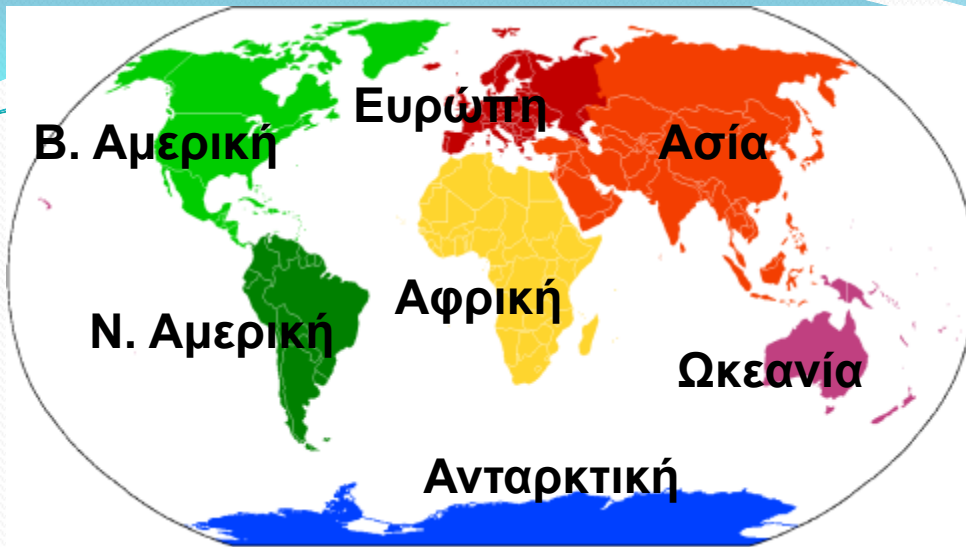 Ευρώπη
Β. Αμερική
Ασία
Αφρική
Ν. Αμερική
Ωκεανία
Ανταρκτική